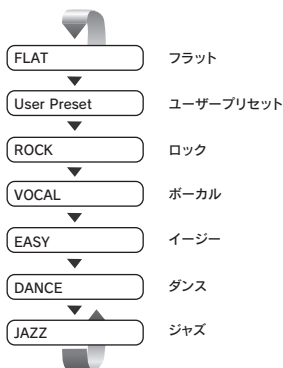 FLAT フラット
User Preset ユーザープリセット
ROCK ロック
VOCAL ボーカル
EASY イージー
DANCE ダンス
JAZZ ジャズ